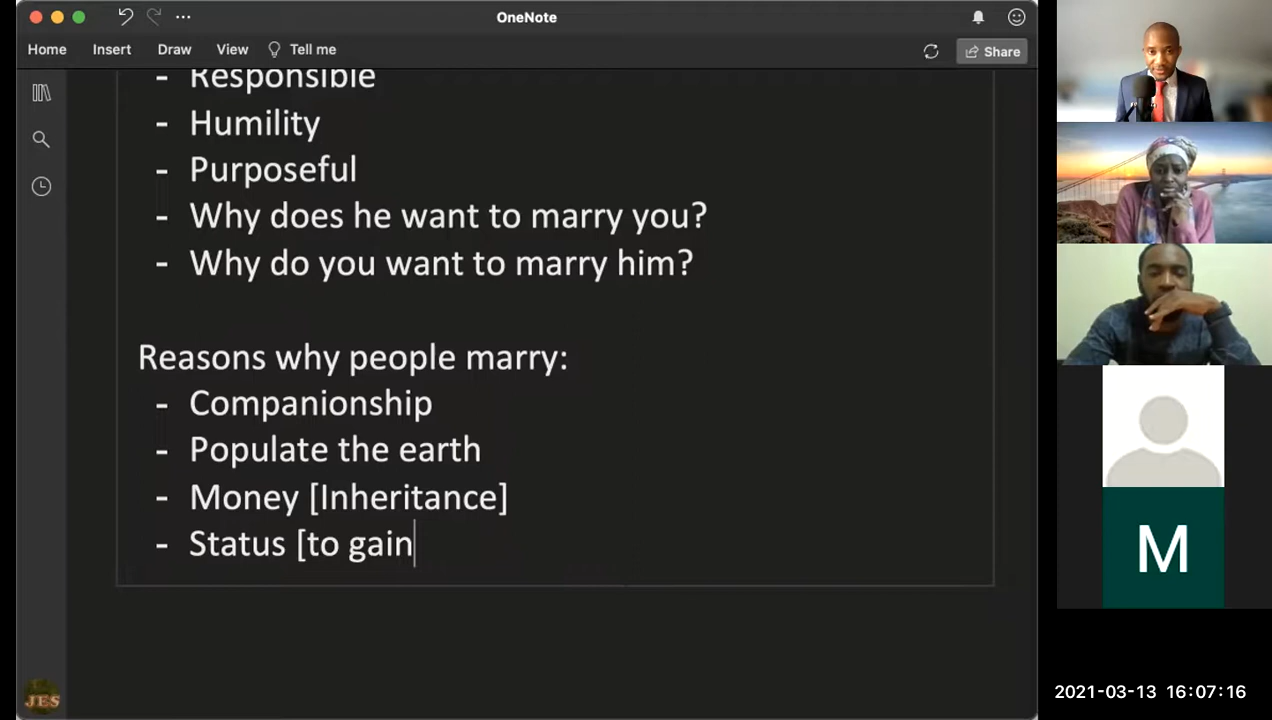 OneNote
Home Insert Draw View Tell me Share
- Responsible
- Humility
- Purposeful
- Why does he want to marry you?
- Why do you want to marry him?
Reasons why people marry:
- Companionship
- Populate the earth
- Money [Inheritance]
- Status [to gain
M
JES
2021-03-13 16:07:16